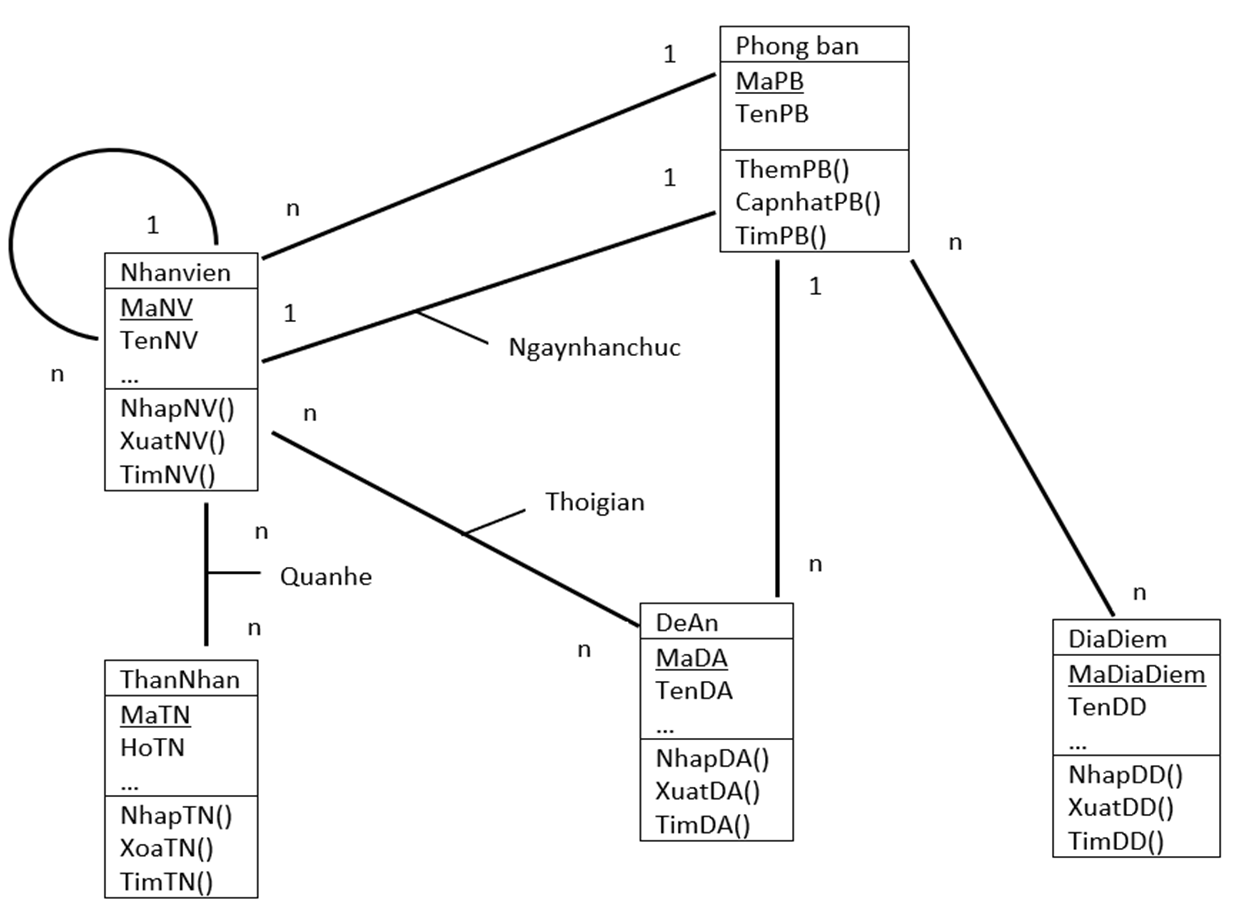 Phong ban
MaPB
TenPB
ThemPB()
CapnhatPB()
TimPB()
1
1
n
1
n
1
n
Nhanvien
MaNV
TenNV
...
NhapNV()
XuatNV()
TimNV()
1
Ngaynhanchuc
n
n
Thoigian
n
Quanhe
n
n
n
n
ThanNhan
MaTN
HoTN
...
NhapTN()
XoaTN()
TimTN()
DeAn
MaDA
TenDA
...
NhapDA()
XuatDA()
TimDA()
DiaDiem
MaDiaDiem
TenDD
...
NhapDD()
XuatDD()
TimDD()